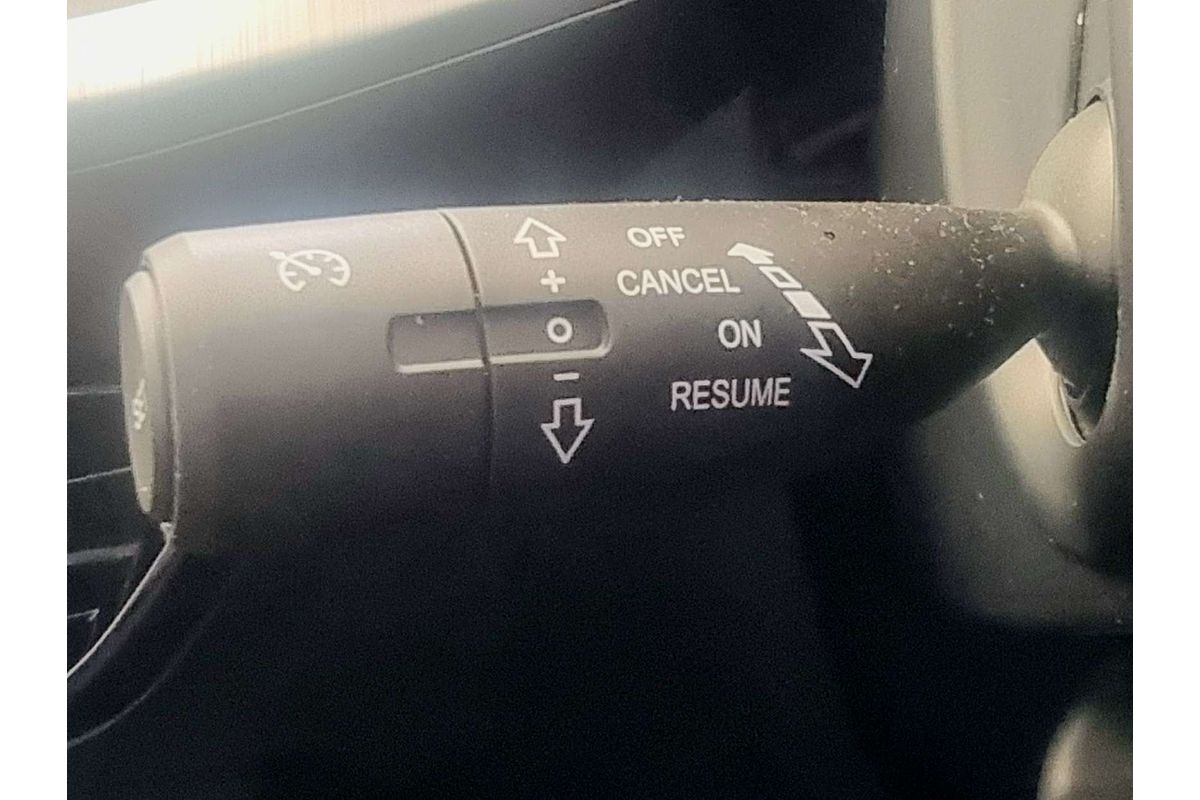 OFF
+ CANCEL
O ON
– RESUME